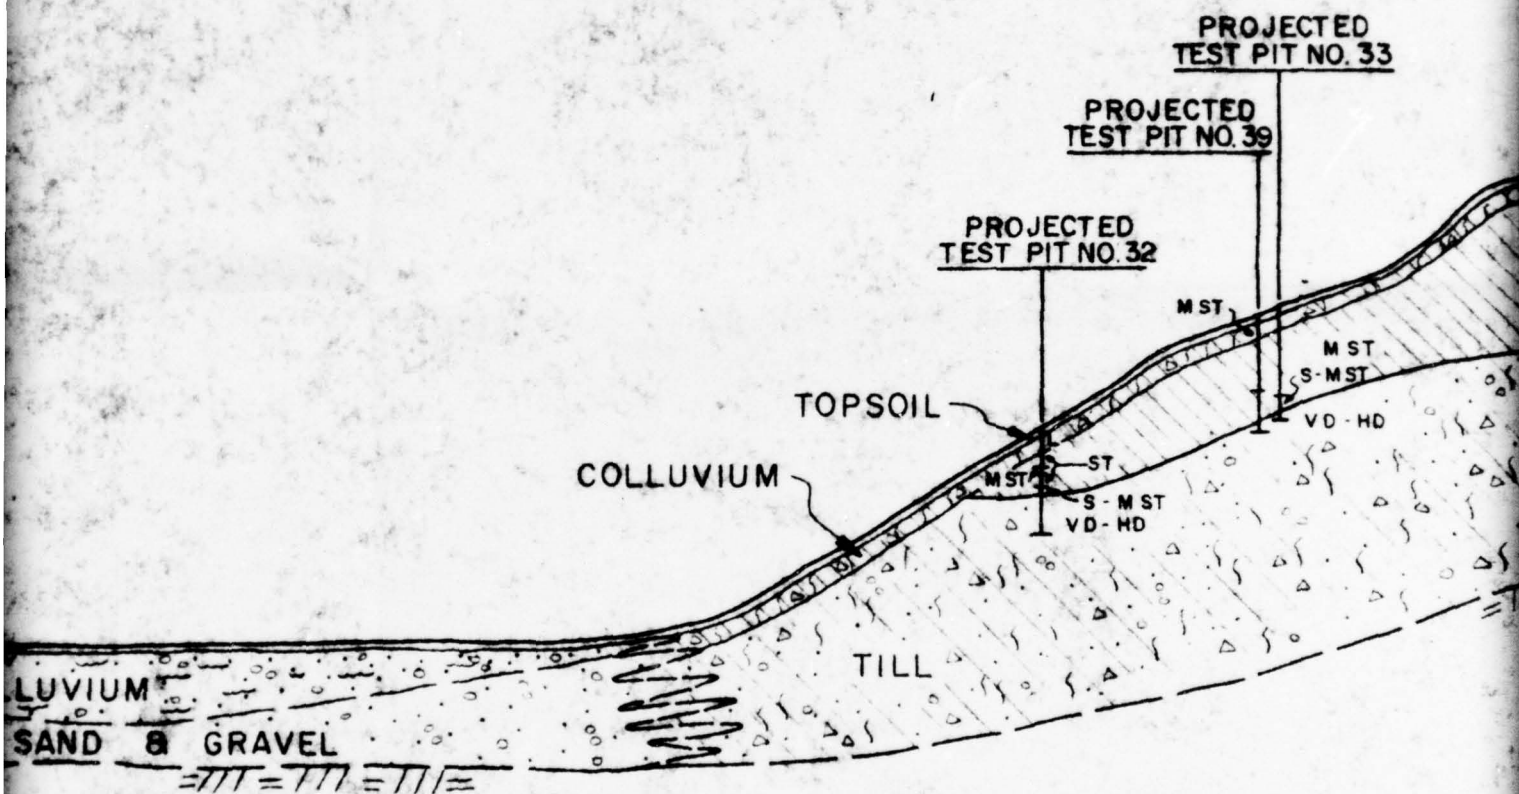 PROJECTED
TEST PIT NO. 33
PROJECTED
TEST PIT NO. 39
PROJECTED
TEST PIT NO. 32
M ST
M ST
S-MST
VD-HD
TOPSOIL
COLLUVIUM
ST
MST
S-MST
VD-HD
TILL
LUVIUM
SAND & GRAVEL